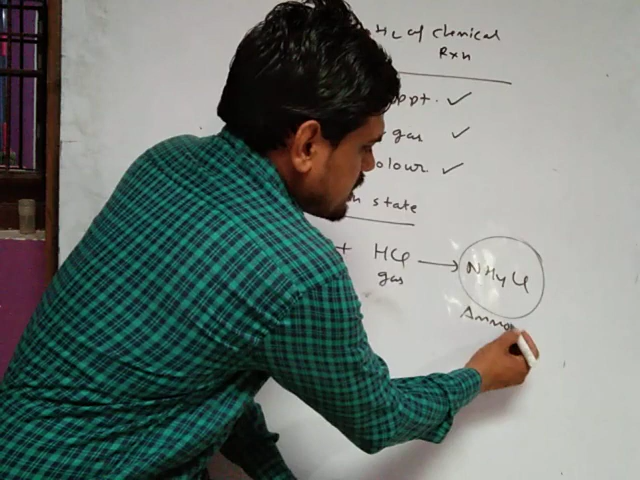 of chemical
Rxn
ppt. ✓
gas ✓
olour ✓
n state
+ HCl → NH4Cl
gas
Ammo